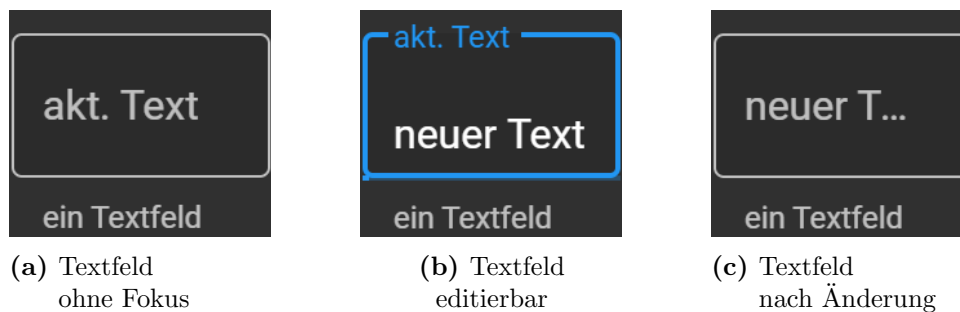 akt. Text
ein Textfeld
(a) Textfeld
ohne Fokus
akt. Text
neuer Text
ein Textfeld
(b) Textfeld
editierbar
neuer T...
ein Textfeld
(c) Textfeld
nach Änderung